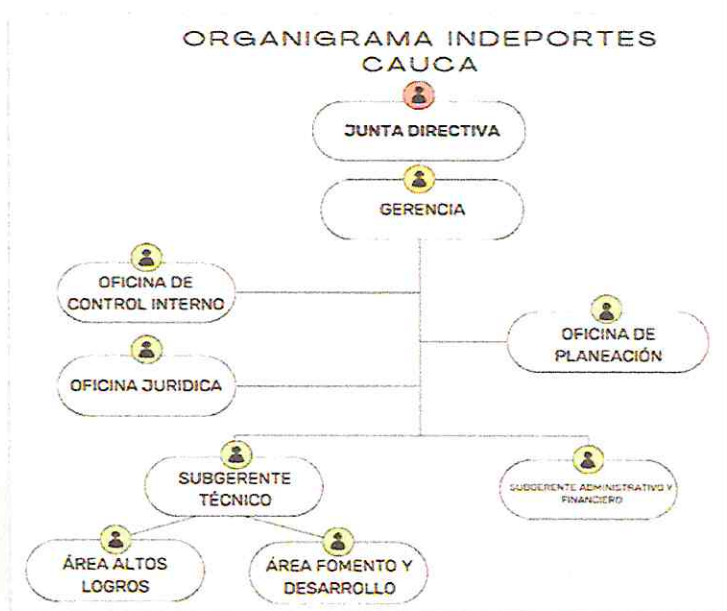 ORGANIGRAMA INDEPORTES
CAUCA
JUNTA DIRECTIVA
GERENCIA
OFICINA DE
CONTROL INTERNO
OFICINA DE
PLANEACIÓN
OFICINA JURIDICA
SUBGERENTE
TÉCNICO
SUBGERENTE ADMINISTRATIVO Y
FINANCIERO
ÁREA ALTOS
LOGROS
ÁREA FOMENTO Y
DESARROLLO